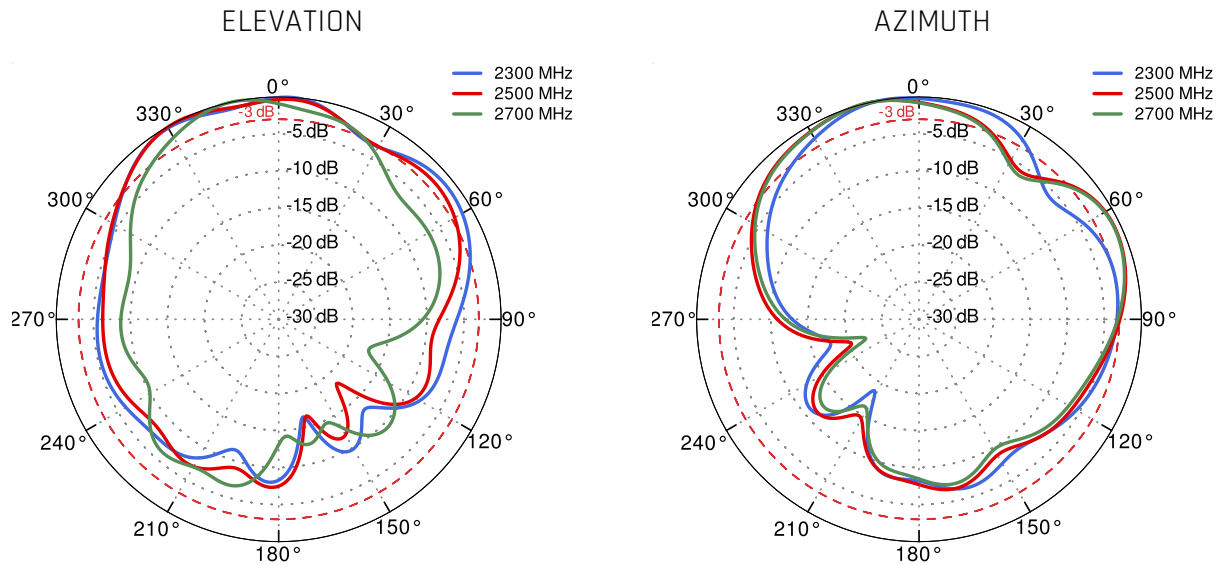 ELEVATION
2300 MHz
2500 MHz
2700 MHz
0°
30°
60°
90°
120°
150°
180°
210°
240°
270°
300°
330°
-3 dB
-5 dB
-10 dB
-15 dB
-20 dB
-25 dB
-30 dB
AZIMUTH
2300 MHz
2500 MHz
2700 MHz
0°
30°
60°
90°
120°
150°
180°
210°
240°
270°
300°
330°
-3 dB
-5 dB
-10 dB
-15 dB
-20 dB
-25 dB
-30 dB